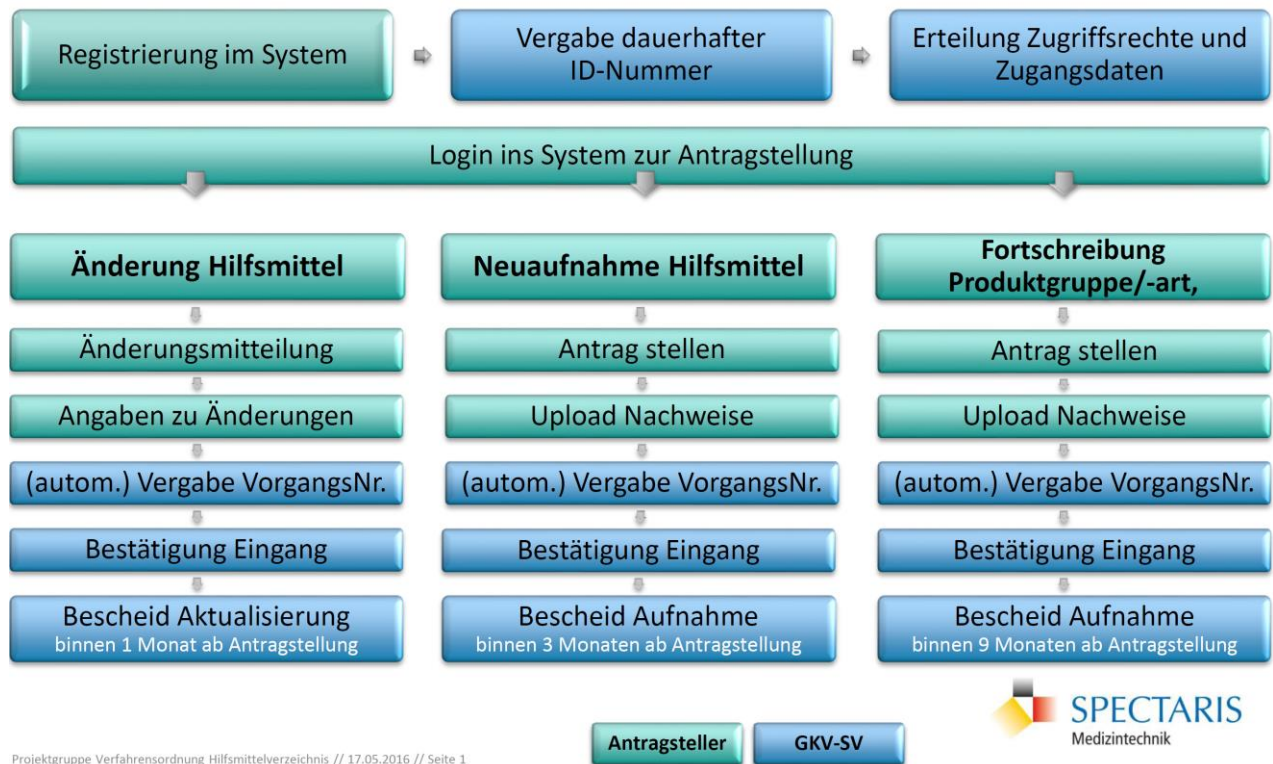 Registrierung im System
Vergabe dauerhafter
ID-Nummer
Erteilung Zugriffsrechte und
Zugangsdaten
Login ins System zur Antragstellung
Änderung Hilfsmittel
Änderungsmitteilung
Angaben zu Änderungen
(autom.) Vergabe VorgangsNr.
Bestätigung Eingang
Bescheid Aktualisierung
binnen 1 Monat ab Antragstellung
Neuaufnahme Hilfsmittel
Antrag stellen
Upload Nachweise
(autom.) Vergabe VorgangsNr.
Bestätigung Eingang
Bescheid Aufnahme
binnen 3 Monaten ab Antragstellung
Fortschreibung
Produktgruppe/-art,
Antrag stellen
Upload Nachweise
(autom.) Vergabe VorgangsNr.
Bestätigung Eingang
Bescheid Aufnahme
binnen 9 Monaten ab Antragstellung
SPECTARIS
Medizintechnik
Antragsteller
GKV-SV
Projektgruppe Verfahrensordnung Hilfsmittelverzeichnis // 17.05.2016 // Seite 1